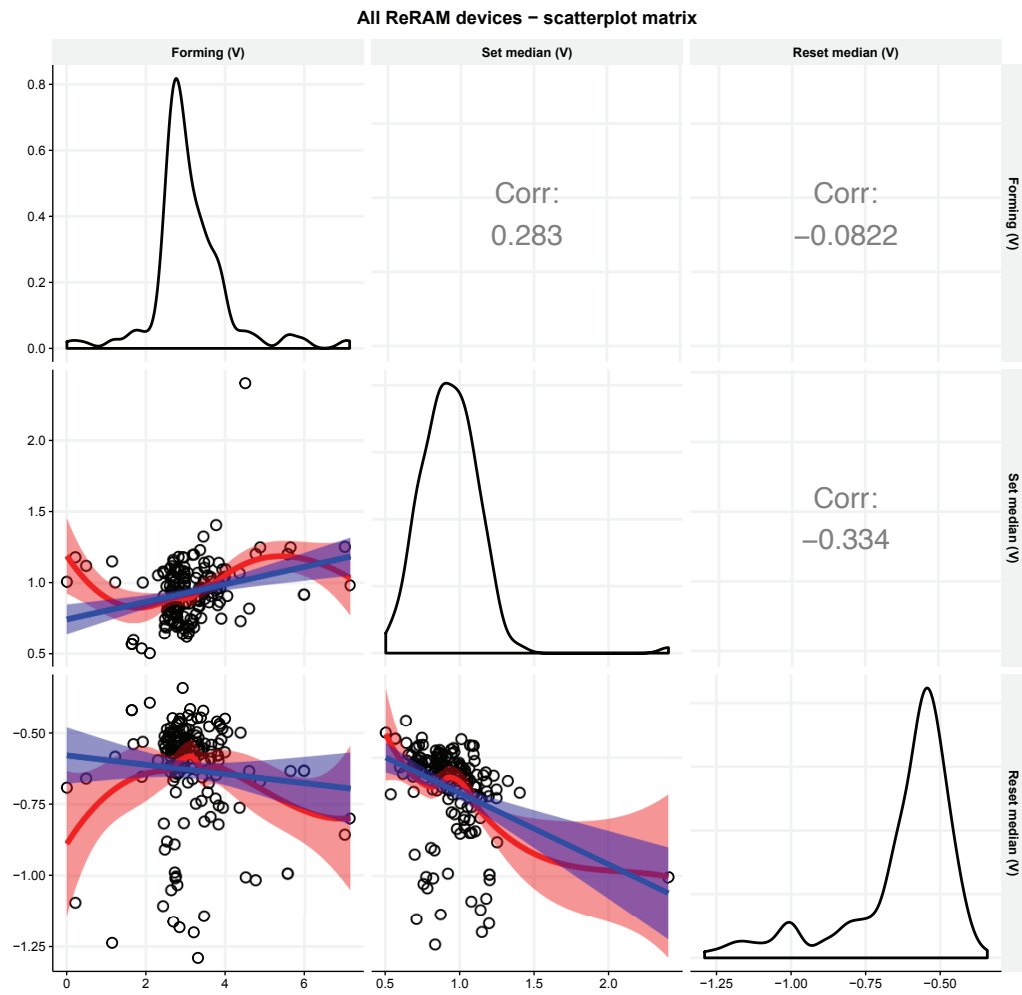 All ReRAM devices − scatterplot matrix
Forming (V)
Set median (V)
Reset median (V)
0.8
0.6
0.4
0.2
0.0
Corr:
0.283
Corr:
−0.0822
Forming (V)
2.0
1.5
1.0
0.5
Corr:
−0.334
Set median (V)
−0.50
−0.75
−1.00
−1.25
Reset median (V)
0 2 4 6
0.5 1.0 1.5 2.0
−1.25 −1.00 −0.75 −0.50